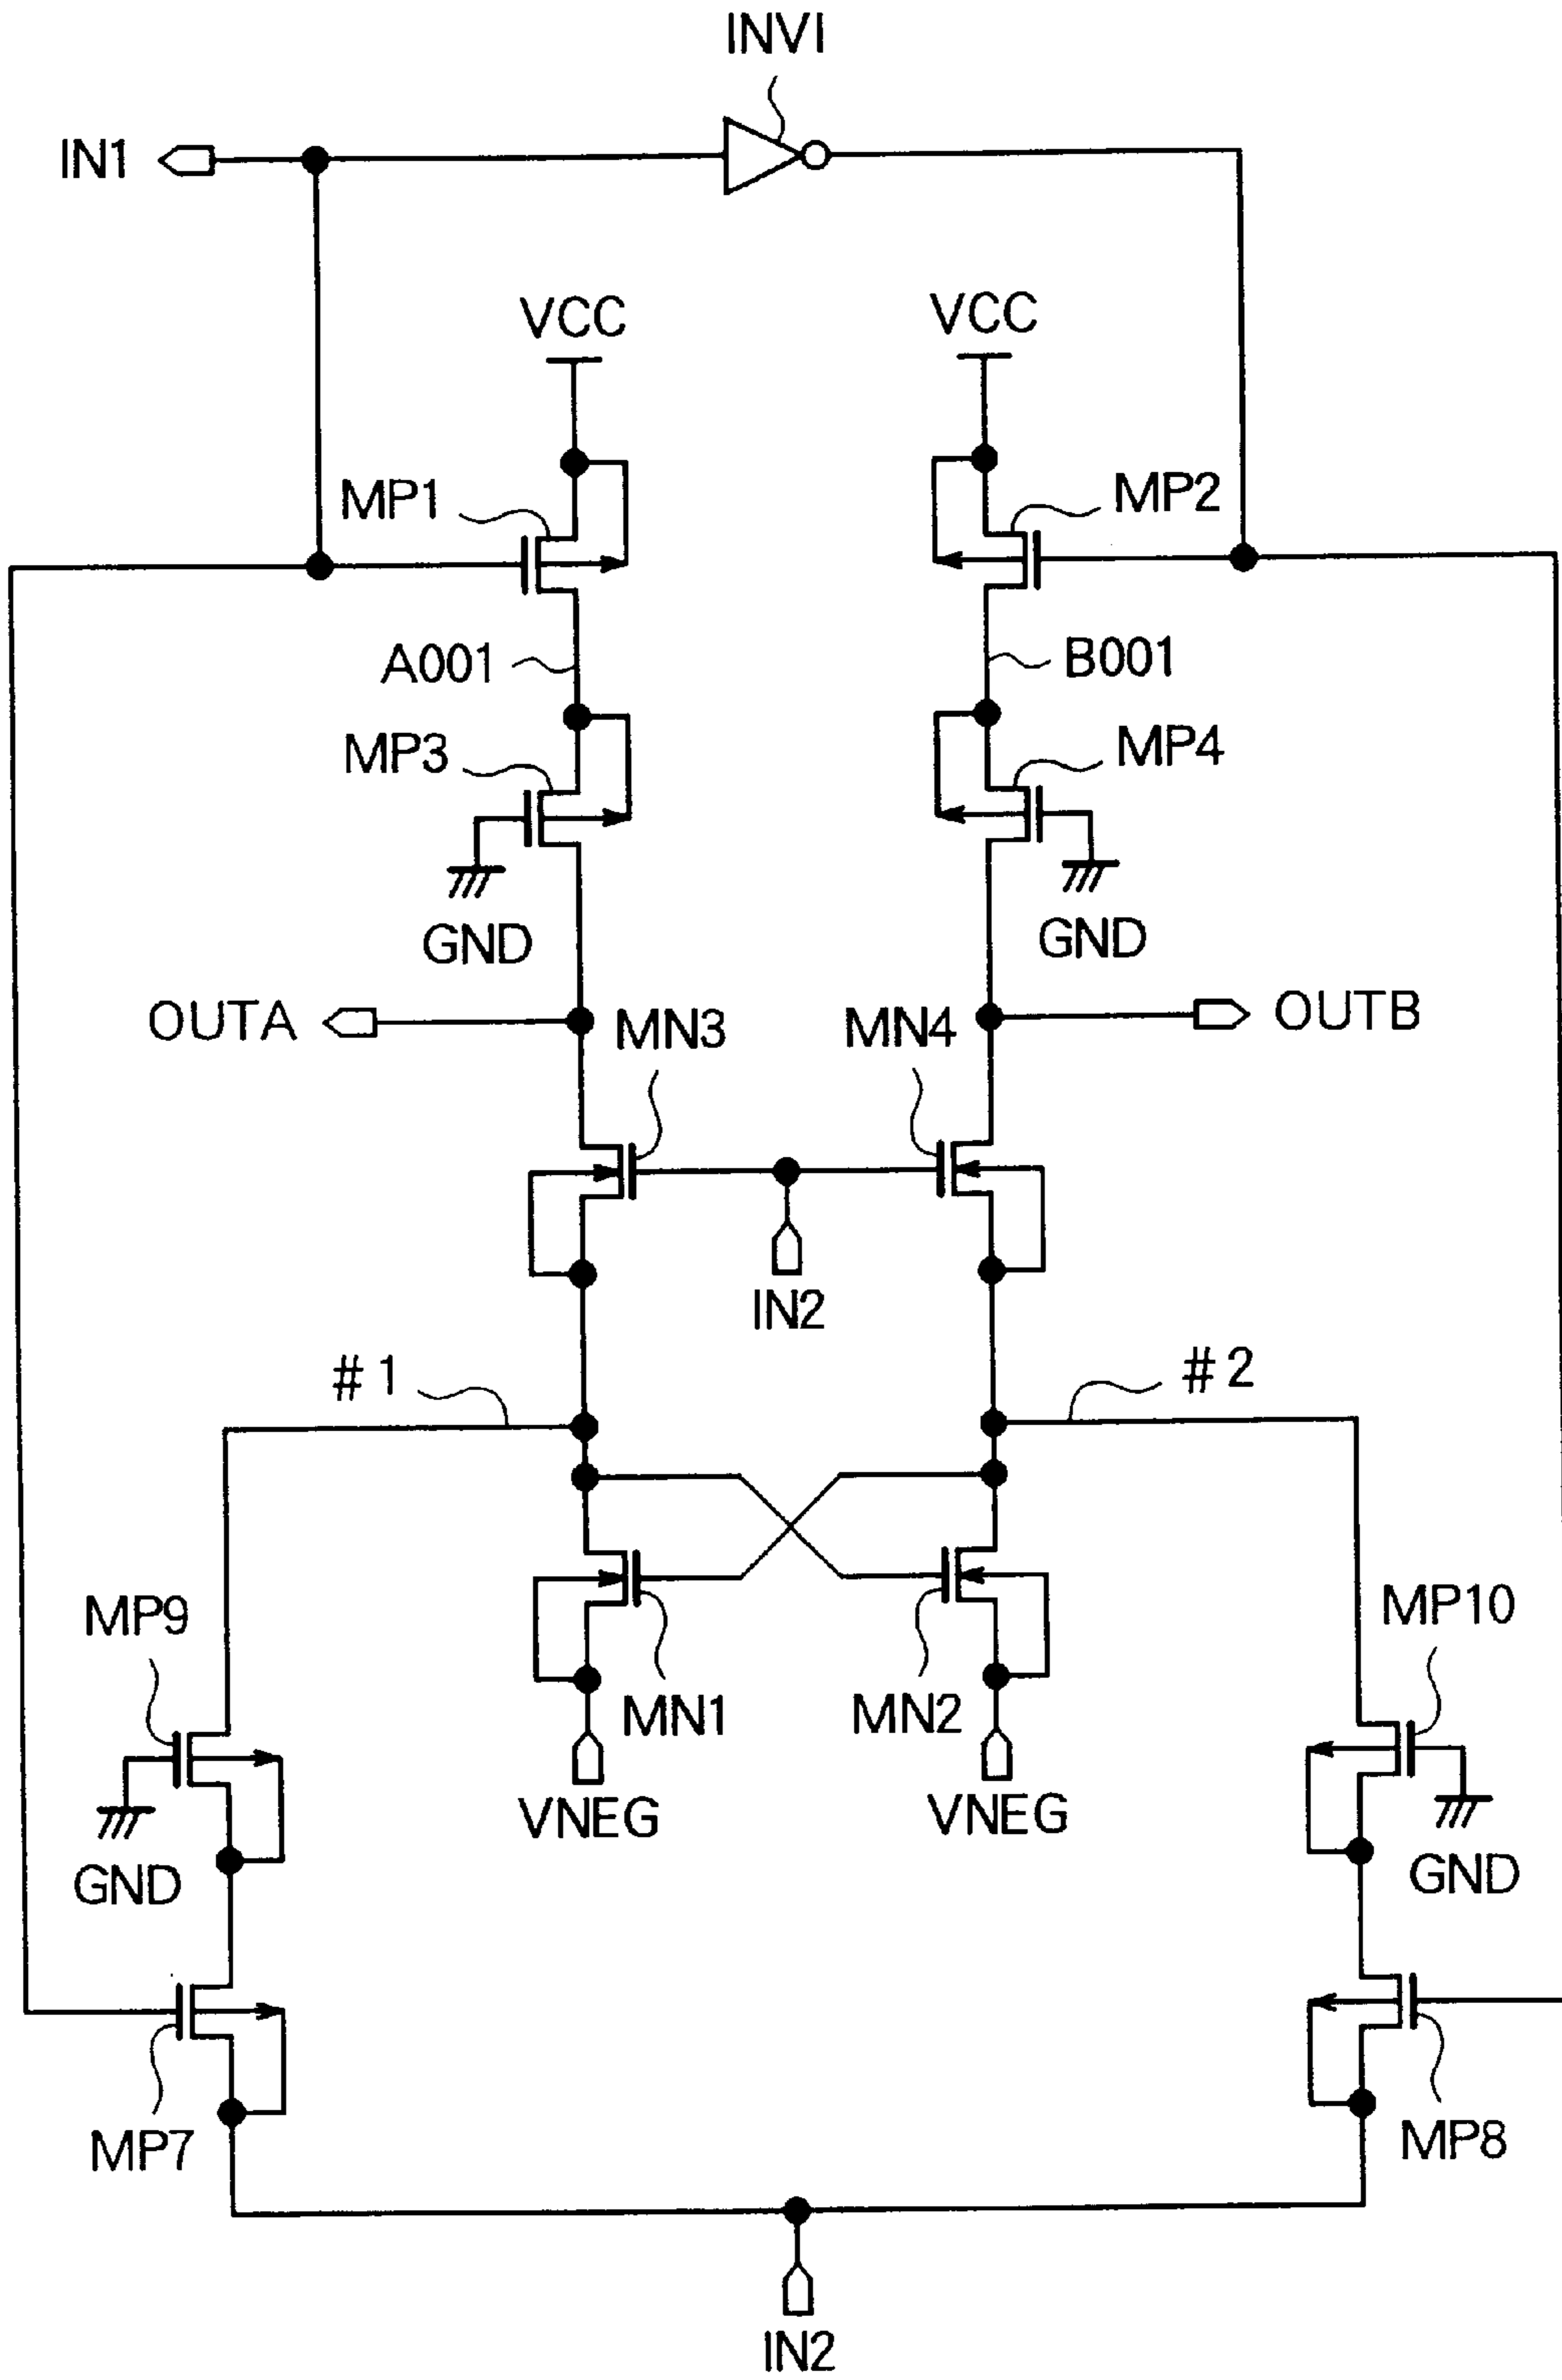 INV1
IN1
VCC
VCC
MP1
MP2
A001
B001
MP3
MP4
GND
GND
OUTA
MN3
MN4
OUTB
IN2
#1
#2
MP9
MP10
MN1
MN2
VNEG
VNEG
GND
GND
MP7
MP8
IN2